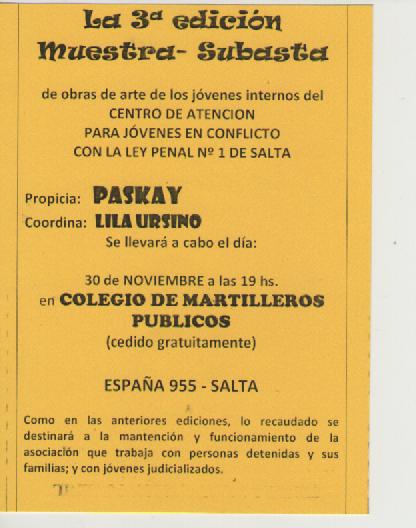 La 3ª edición
Muestra- Subasta
de obras de arte de los jóvenes internos del
CENTRO DE ATENCION
PARA JÓVENES EN CONFLICTO
CON LA LEY PENAL Nº 1 DE SALTA
Propicia: PASKAY
Coordina: LILA URSINO
Se llevará a cabo el día:
30 de NOVIEMBRE a las 19 hs.
en COLEGIO DE MARTILLEROS
PUBLICOS
(cedido gratuitamente)
ESPAÑA 955 - SALTA
Como en las anteriores ediciones, lo recaudado se
destinará a la mantención y funcionamiento de la
asociación que trabaja con personas detenidas y sus
familias; y con jóvenes judicializados.